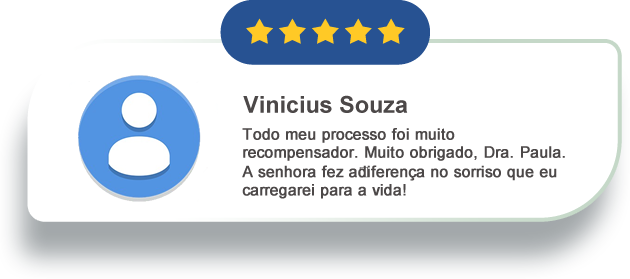 Vinicius Souza
Todo meu processo foi muito
recompensador. Muito obrigado, Dra. Paula.
A senhora fez adiferença no sorriso que eu
carregarei para a vida!